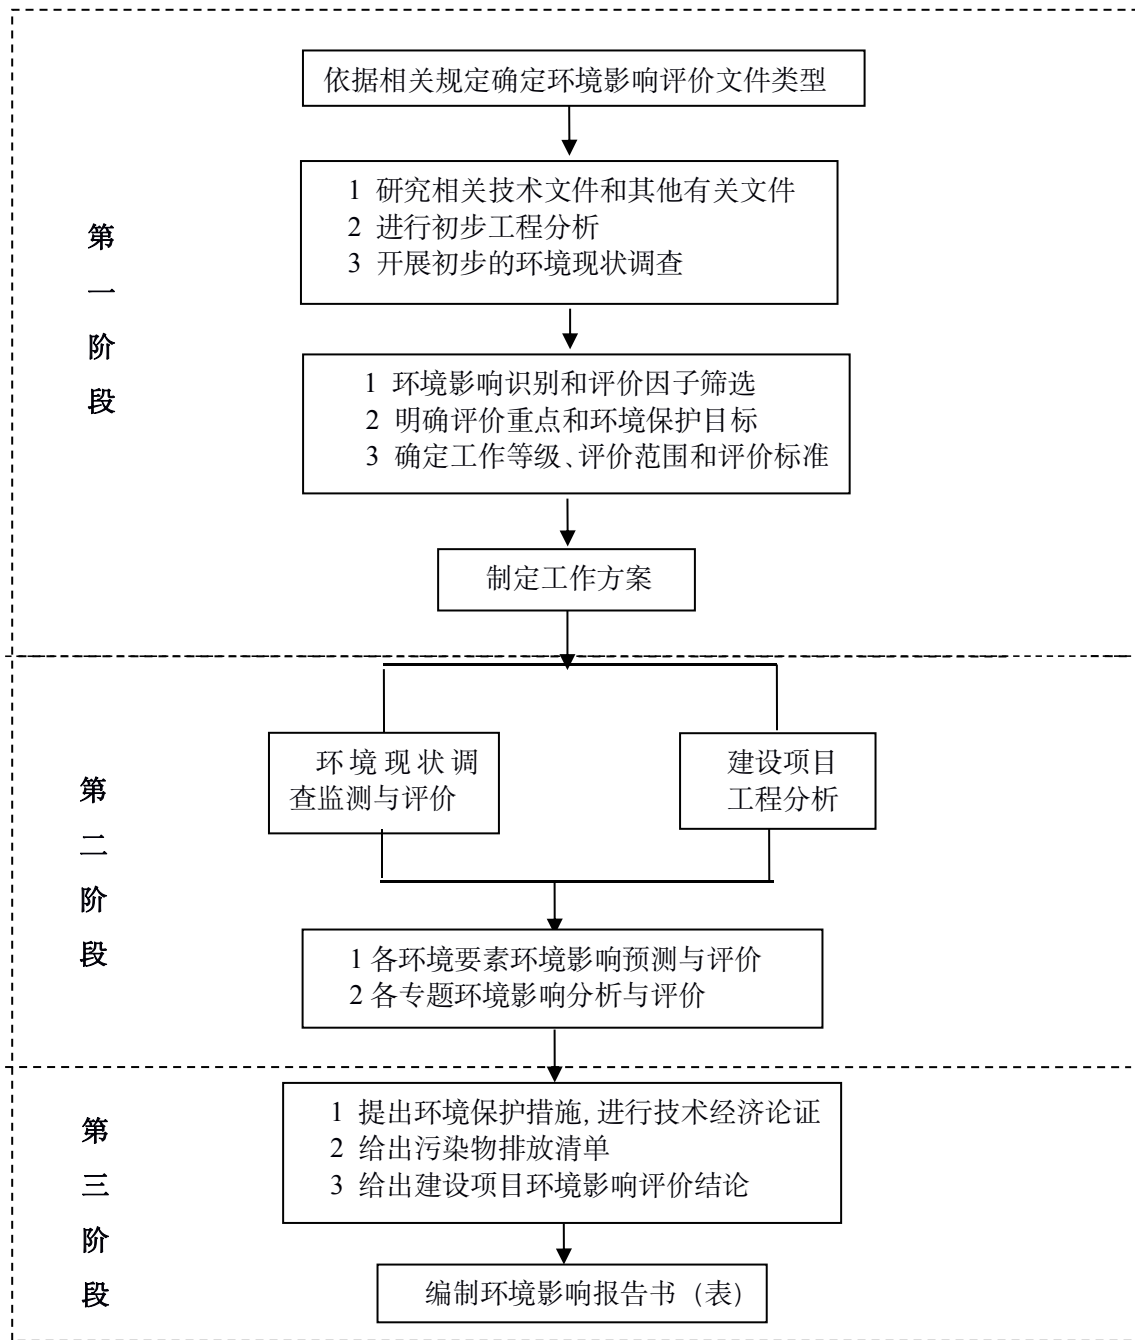 依据相关规定确定环境影响评价文件类型
1 研究相关技术文件和其他有关文件
2 进行初步工程分析
3 开展初步的环境现状调查
第
一
阶
段
1 环境影响识别和评价因子筛选
2 明确评价重点和环境保护目标
3 确定工作等级、评价范围和评价标准
制定工作方案
环境现状调
查监测与评价
建设项目
工程分析
第
二
阶
段
1 各环境要素环境影响预测与评价
2 各专题环境影响分析与评价
1 提出环境保护措施,进行技术经济论证
2 给出污染物排放清单
3 给出建设项目环境影响评价结论
第
三
阶
段
编制环境影响报告书（表）